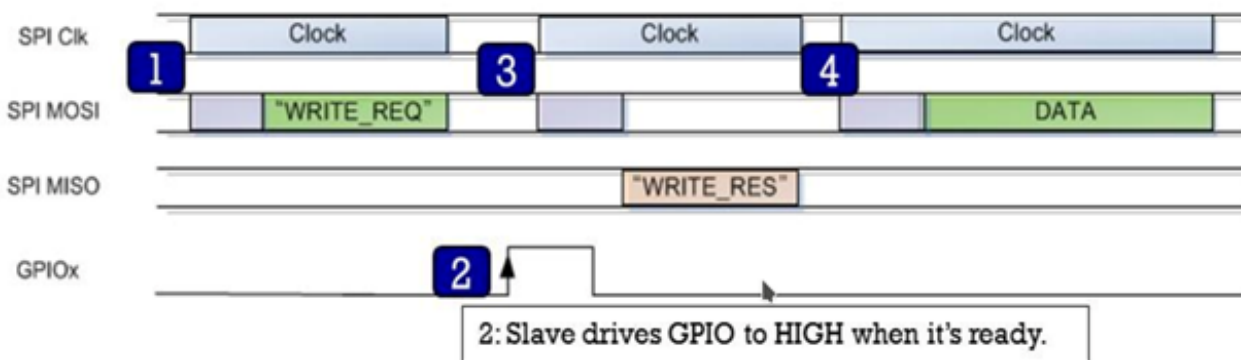 SPI Clk Clock Clock Clock
1 3 4
SPI MOSI "WRITE_REQ" DATA
SPI MISO "WRITE_RES"
GPIOx 2
2: Slave drives GPIO to HIGH when it's ready.